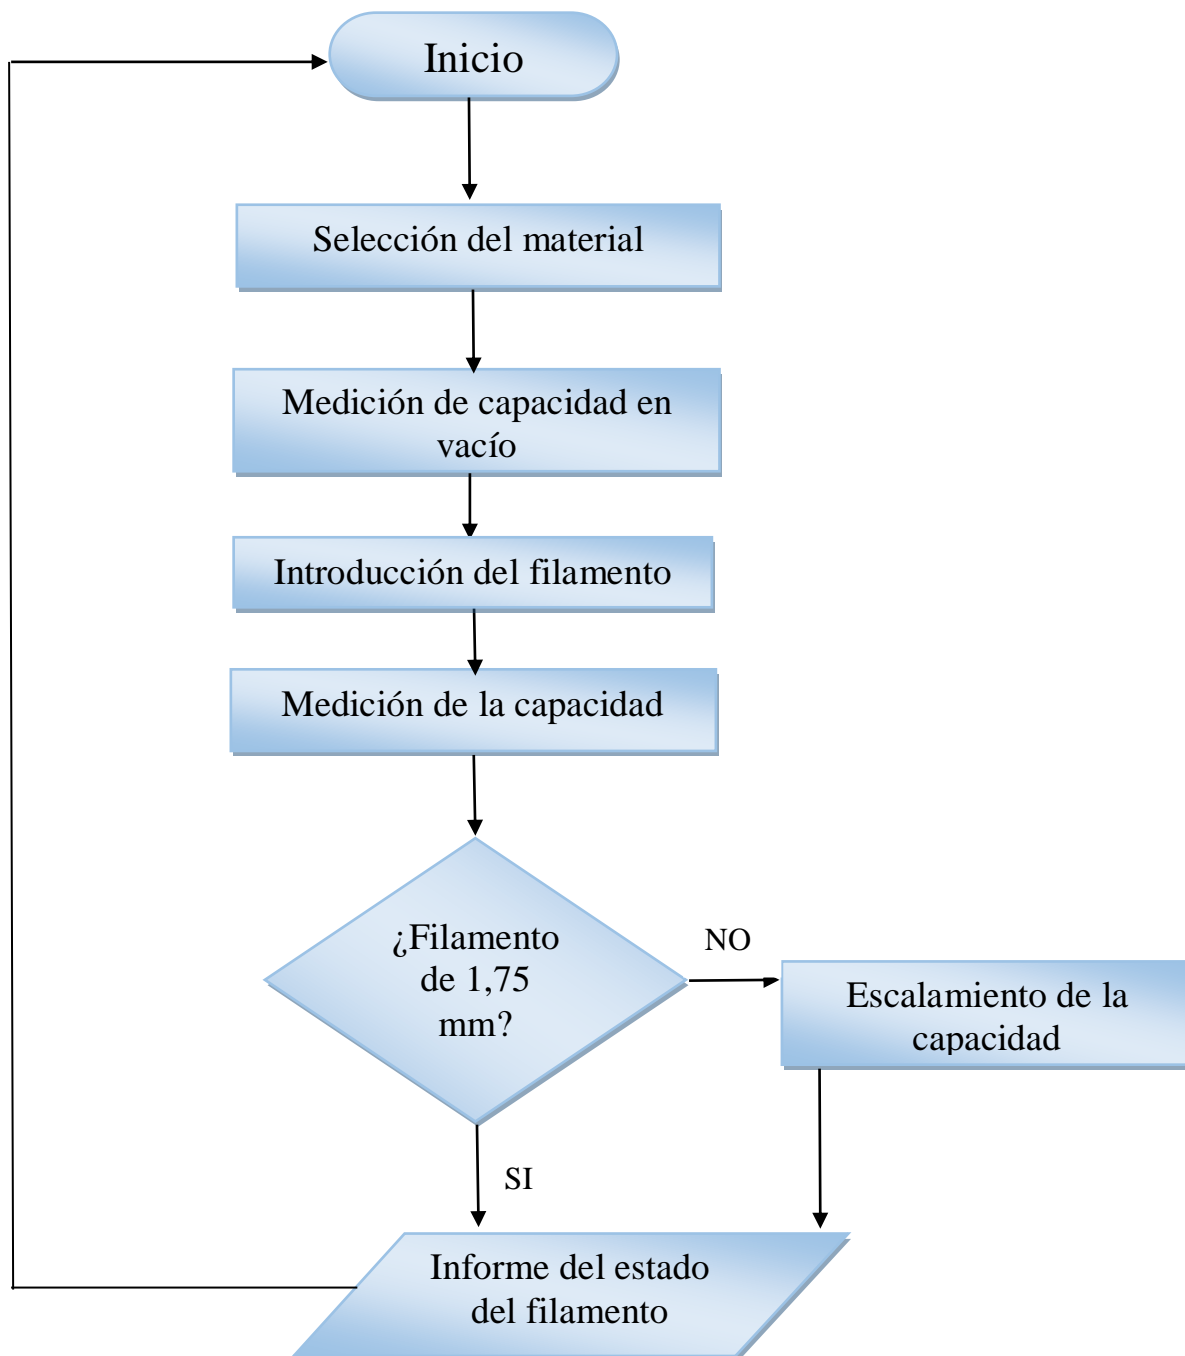 Inicio
Selección del material
Medición de capacidad en
vacío
Introducción del filamento
Medición de la capacidad
¿Filamento
de 1,75
mm?
NO
Escalamiento de la
capacidad
SI
Informe del estado
del filamento